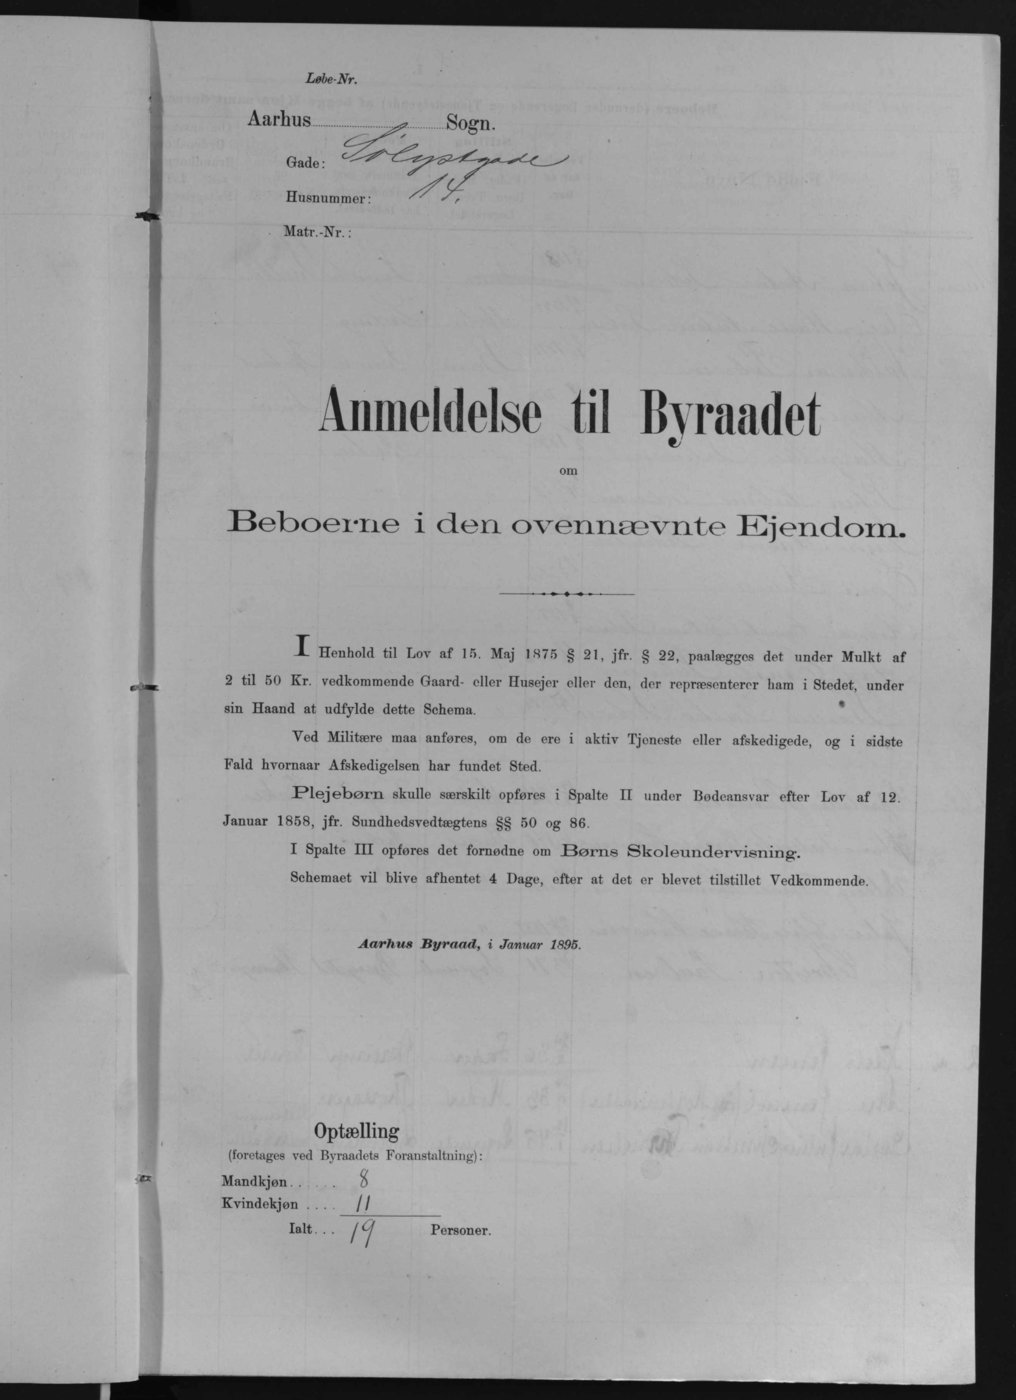 Løbe-Nr.
Aarhus Sogn.
Gade: Sølystgade
Husnummer: 14.
Matr.-Nr.:
Anmeldelse til Byraadet
om
Beboerne i den ovennævnte Ejendom.
I Henhold til Lov af 15. Maj 1875 § 21, jfr. § 22, paalægges det under Mulkt af
2 til 50 Kr. vedkommende Gaard- eller Husejer eller den, der repræsenterer ham i Stedet, under
sin Haand at udfylde dette Schema.
Ved Militære maa anføres, om de ere i aktiv Tjeneste eller afskedigede, og i sidste
Fald hvornaar Afskedigelsen har fundet Sted.
Plejebørn skulle særskilt opføres i Spalte II under Bødeansvar efter Lov af 12.
Januar 1858, jfr. Sundhedsvedtægtens §§ 50 og 86.
I Spalte III opføres det fornødne om Børns Skoleundervisning.
Schemaet vil blive afhentet 4 Dage, efter at det er blevet tilstillet Vedkommende.
Aarhus Byraad, i Januar 1895.
Optælling
(foretages ved Byraadets Foranstaltning):
Mandkjøn...... 8
Kvindekjøn .... 11
Ialt... 19 Personer.